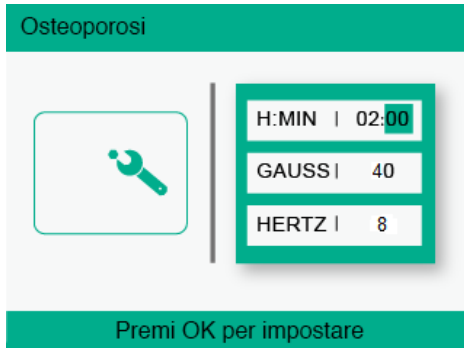 Osteoporosi
H:MIN | 02:00
GAUSS | 40
HERTZ | 8
Premi OK per impostare